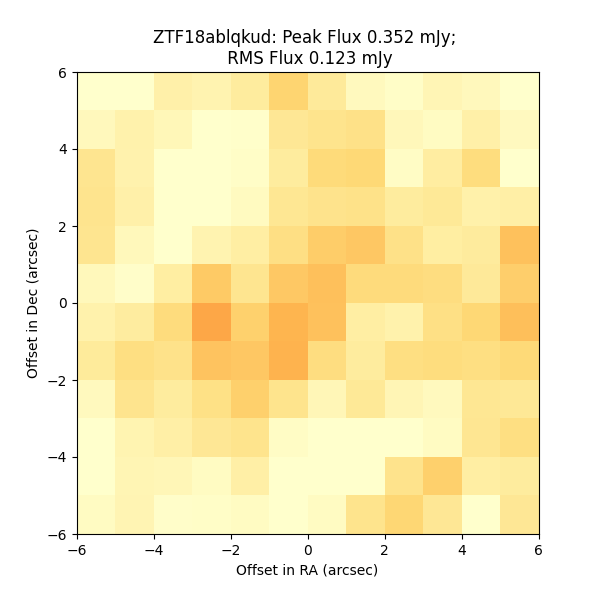 ZTF18ablqkud: Peak Flux 0.352 mJy;
RMS Flux 0.123 mJy
6
4
2
0
−2
−4
−6
Offset in Dec (arcsec)
−6 −4 −2 0 2 4 6
Offset in RA (arcsec)